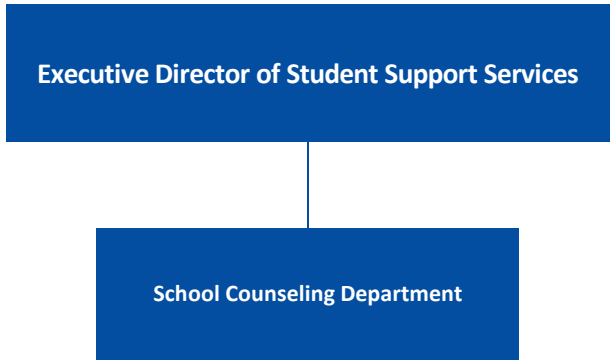 Executive Director of Student Support Services
School Counseling Department